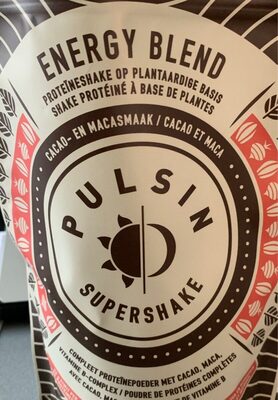 ENERGY BLEND
PROTEÏNESHAKE OP PLANTAARDIGE BASIS
SHAKE PROTÉINÉ À BASE DE PLANTES
CACAO- EN MACASMAAK / CACAO ET MACA
PULSIN
SUPERSHAKE
COMPLEET PROTEÏNEPOEDER MET CACAO, MACA,
VITAMINE B-COMPLEX / POUDRE DE PROTÉINES COMPLÈTES
AVEC CACAO, MACA DE VITAMINE B